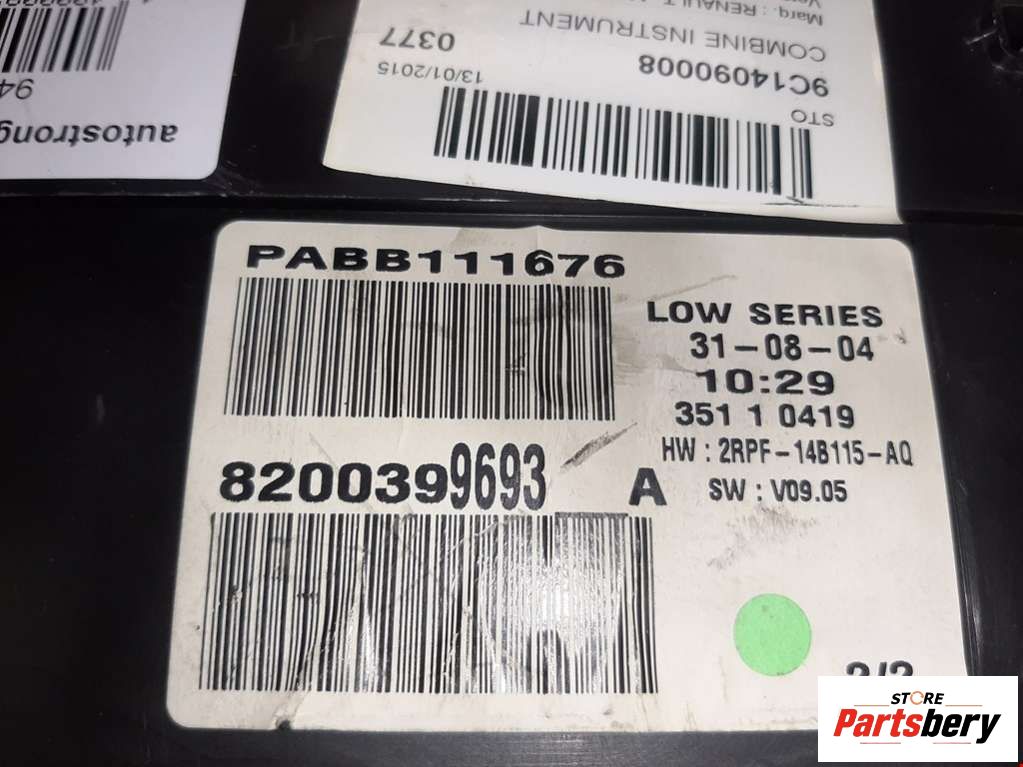 Marq : RENAULT
COMBINE INSTRUMENT
0377
9C14090008
13/01/2015
STO
autostrong
94
PABB111676
LOW SERIES
31-08-04
10:29
351 1 0419
HW : 2RPF-14B115-AQ
SW : V09.05
8200399693 A
STORE
Partsbery